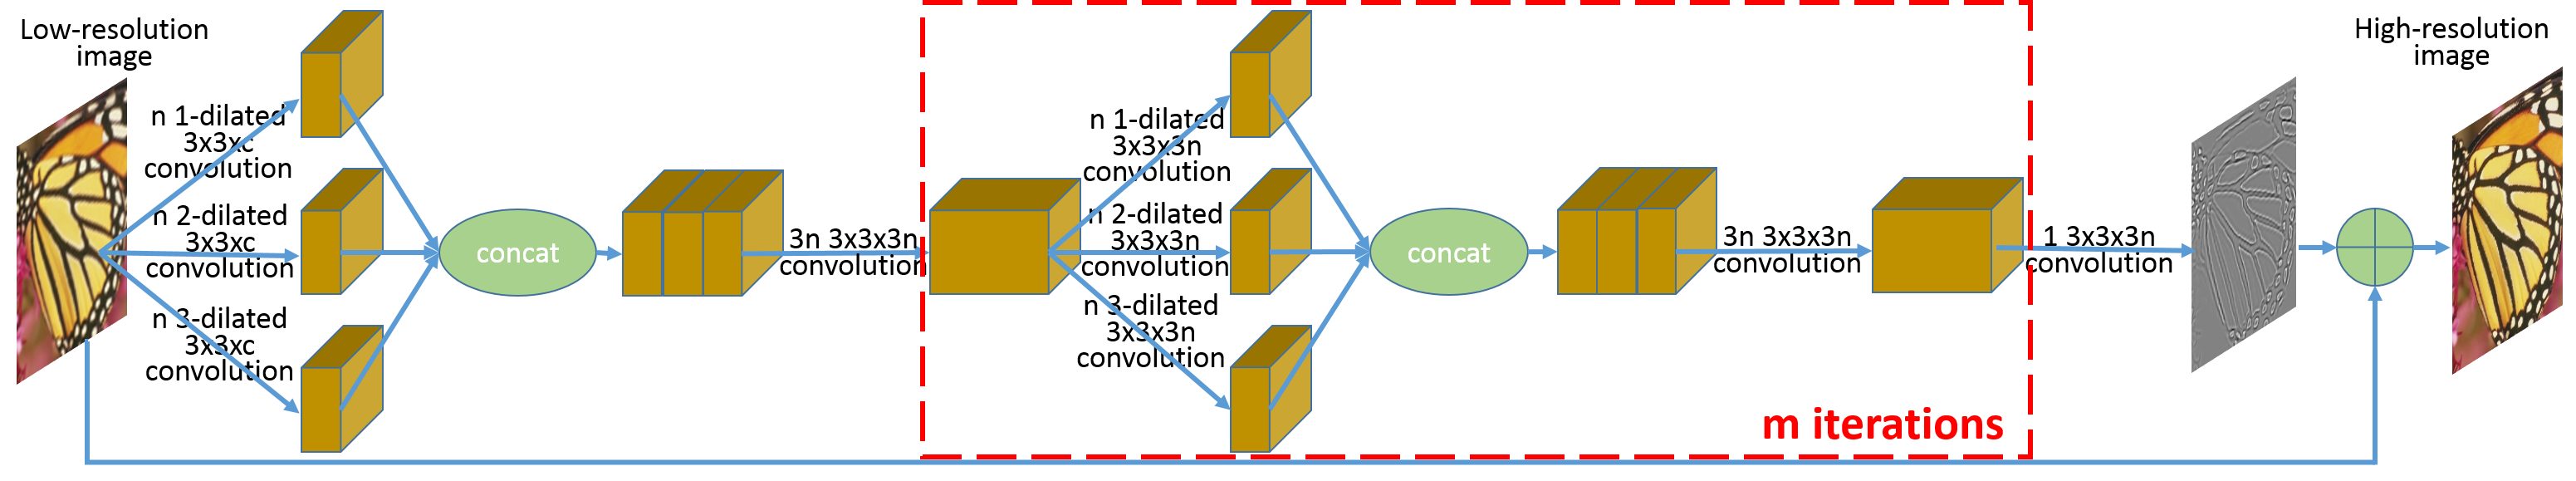 Low-resolution
image
n 1-dilated
3x3xc
convolution
n 2-dilated
3x3xc
convolution
n 3-dilated
3x3xc
convolution
concat
3n 3x3x3n
convolution
n 1-dilated
3x3x3n
convolution
n 2-dilated
3x3x3n
convolution
n 3-dilated
3x3x3n
convolution
concat
3n 3x3x3n
convolution
m iterations
1 3x3x3n
convolution
High-resolution
image